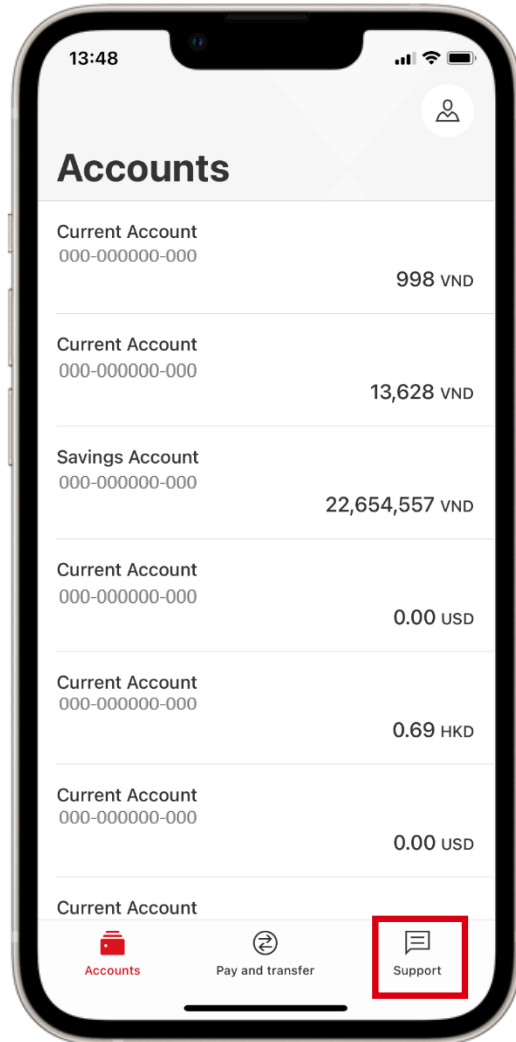 13:48
Accounts
Current Account
000-000000-000
998 VND
Current Account
000-000000-000
13,628 VND
Savings Account
000-000000-000
22,654,557 VND
Current Account
000-000000-000
0.00 USD
Current Account
000-000000-000
0.69 HKD
Current Account
000-000000-000
0.00 USD
Current Account
Accounts Pay and transfer Support